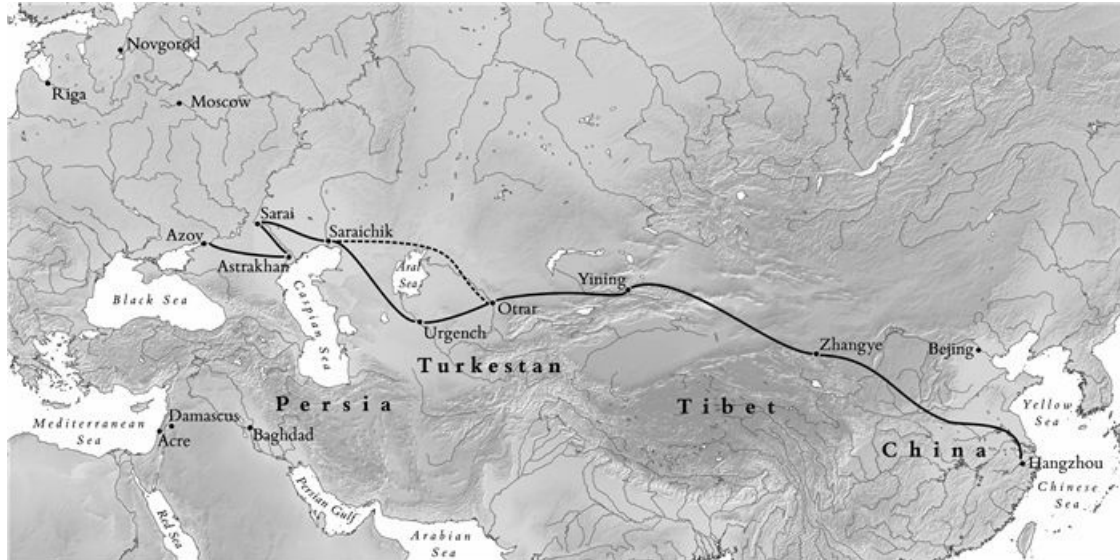 Novgorod
Riga
Moscow
Sarai
Azov
Saraichik
Astrakhan
Aral
Sea
Yining
Black Sea
Caspian Sea
Otrar
Urgench
Zhangye
Bejing
Turkestan
Persia
Tibet
Yellow
Sea
Mediterranean
Sea
Damascus
Acre
Baghdad
China
Hangzhou
Persian Gulf
Chinese
Sea
Red Sea
Arabian
Sea